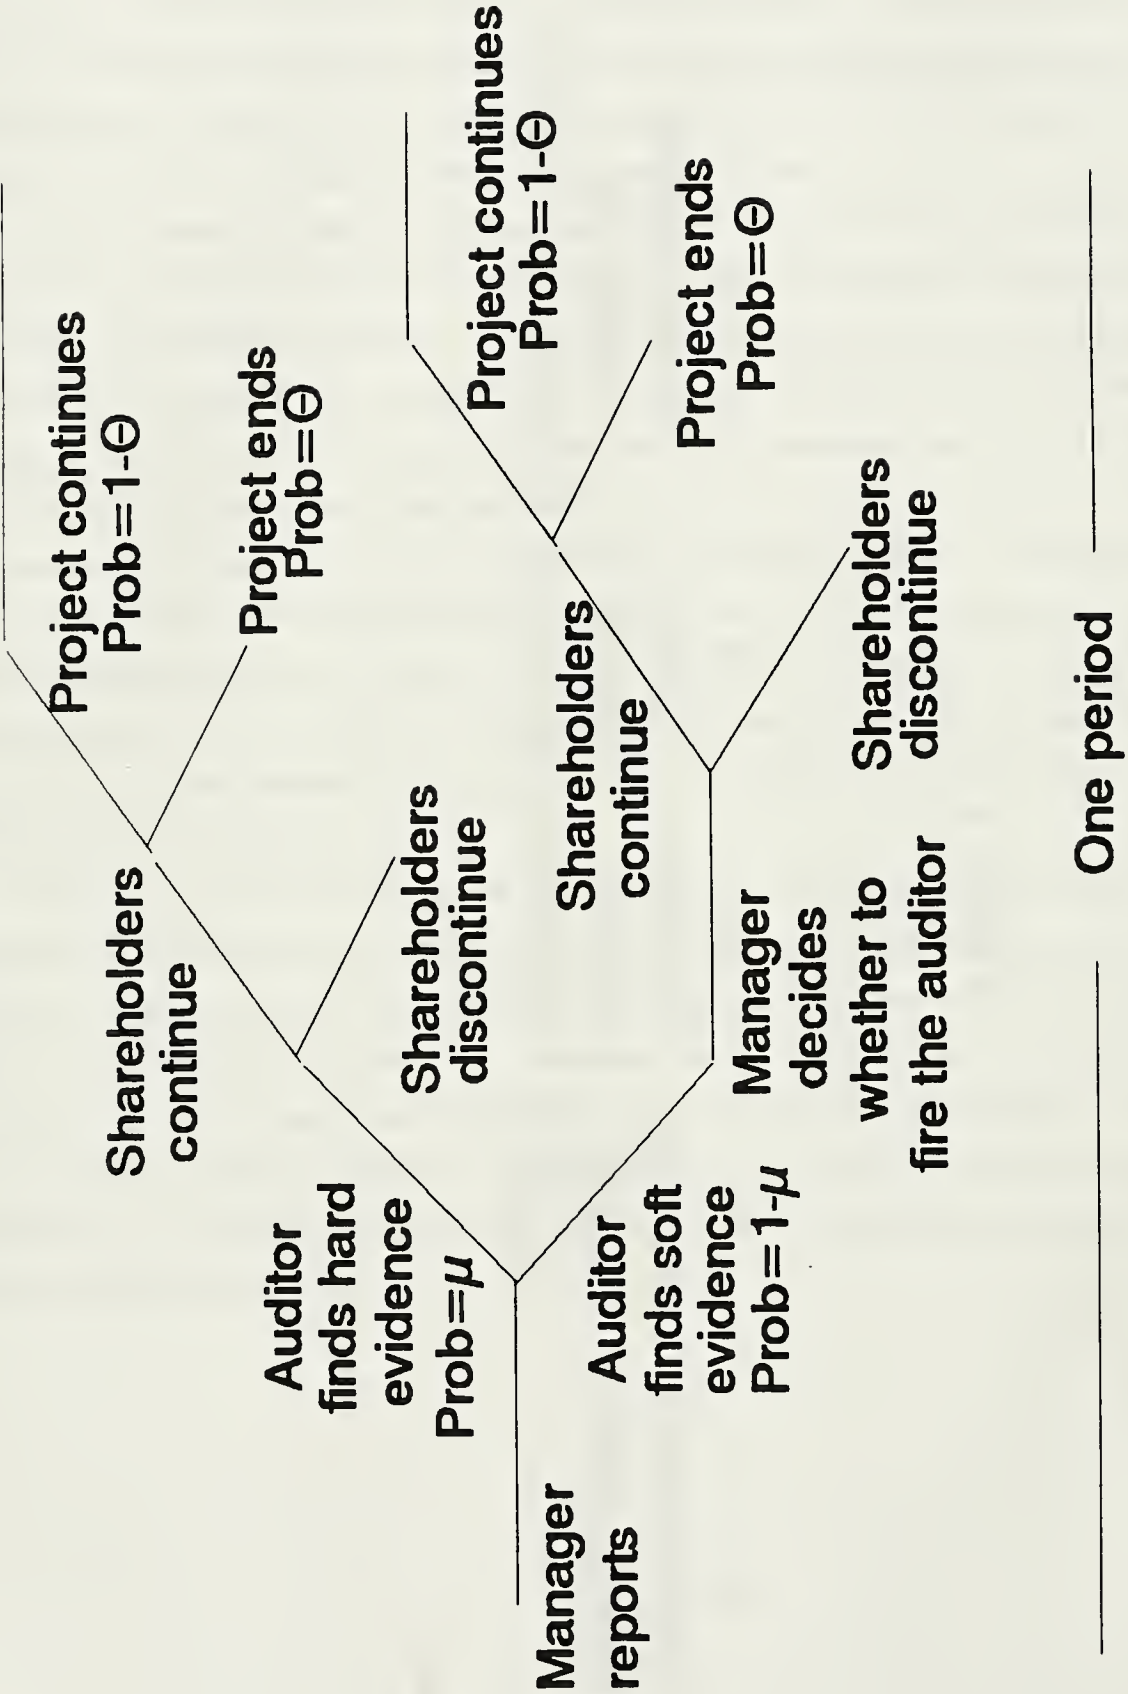 Manager
reports
Auditor
finds hard
evidence
Prob=μ
Auditor
finds soft
evidence
Prob=1-μ
Shareholders
continue
Shareholders
discontinue
Project continues
Prob=1-Θ
Project ends
Prob=Θ
Manager
decides
whether to
fire the auditor
Shareholders
continue
Shareholders
discontinue
Project continues
Prob=1-Θ
Project ends
Prob=Θ
One period